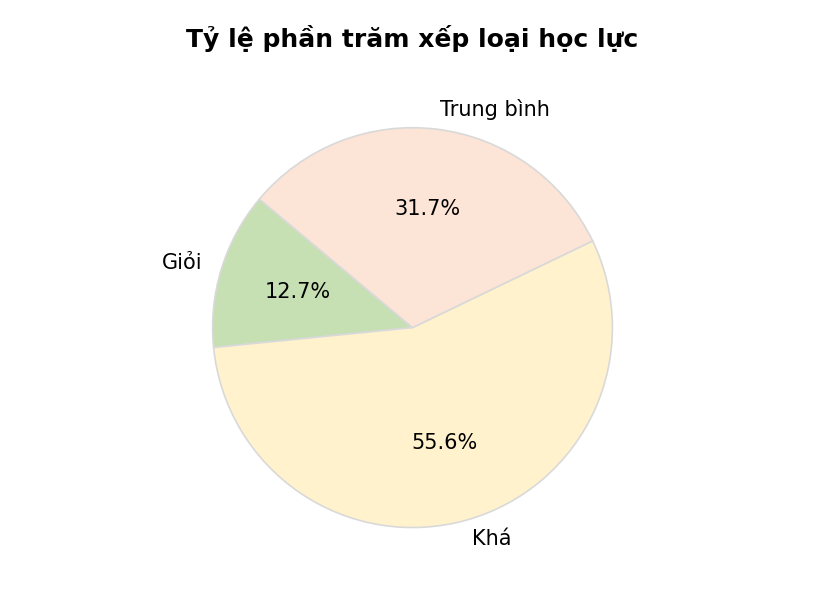 Tỷ lệ phần trăm xếp loại học lực
Trung bình
31.7%
Giỏi
12.7%
55.6%
Khá